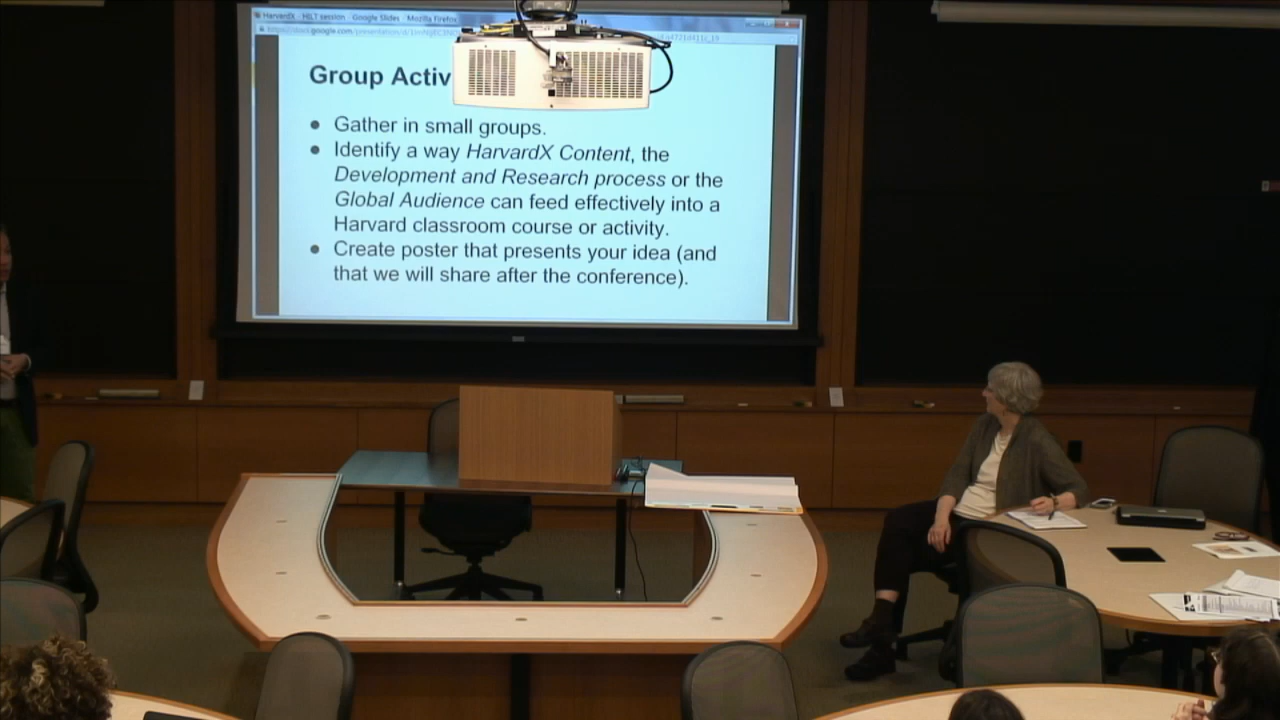 HarvardX - HILT session - Google Slides - Mozilla Firefox
Group Activ
● Gather in small groups.
● Identify a way HarvardX Content, the
Development and Research process or the
Global Audience can feed effectively into a
Harvard classroom course or activity.
● Create poster that presents your idea (and
that we will share after the conference).